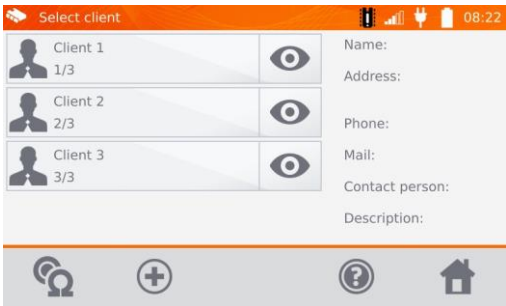 Select client
08:22
Client 1
1/3
Client 2
2/3
Client 3
3/3
Name:
Address:
Phone:
Mail:
Contact person:
Description: